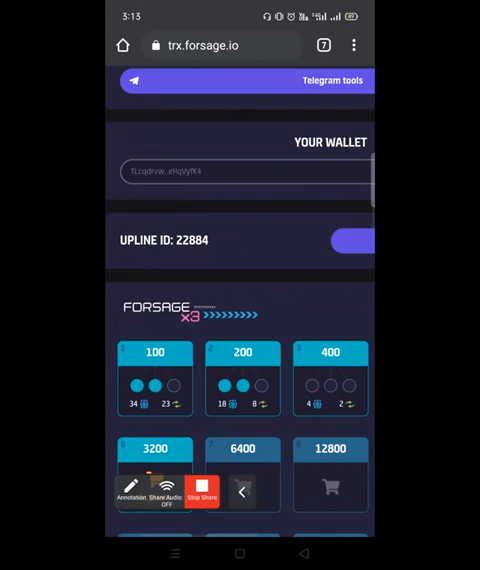 3:13
47
trx.forsage.io
7
Telegram tools
YOUR WALLET
TLcqdrvw...eHqVyfK4
UPLINE ID: 22884
FORSAGE
x3
1 100
2 200
3 400
34 23
18 8
4 2
6 3200
7 6400
8 12800
Annotation
Share Audio: OFF
Stop Share